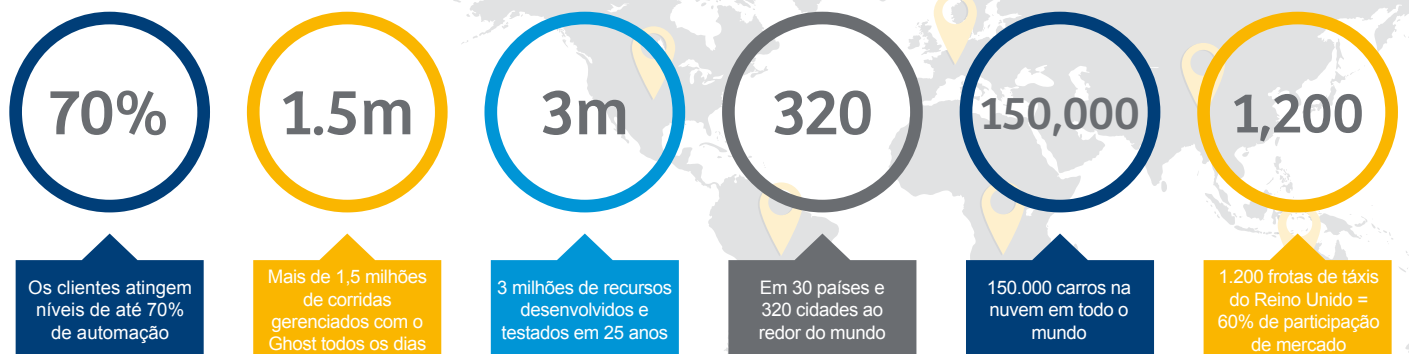 70%
1.5m
3m
320
150,000
1,200
Os clientes atingem
níveis de até 70%
de automação
Mais de 1,5 milhões
de corridas
gerenciados com o
Ghost todos os dias
3 milhões de recursos
desenvolvidos e
testados em 25 anos
Em 30 países e
320 cidades ao
redor do mundo
150.000 carros na
nuvem em todo o
mundo
1.200 frotas de táxis
do Reino Unido =
60% de participação
de mercado